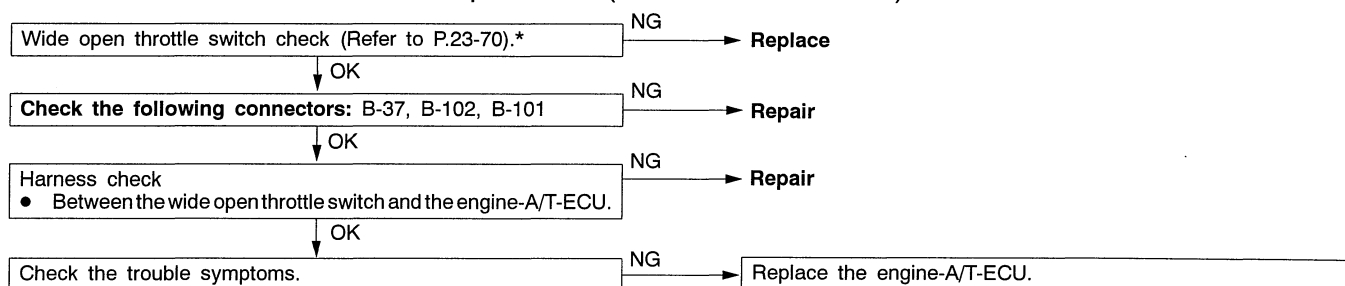 Wide open throttle switch check (Refer to P.23-70).*
NG
Replace
OK
Check the following connectors: B-37, B-102, B-101
NG
Repair
OK
Harness check
● Between the wide open throttle switch and the engine-A/T-ECU.
NG
Repair
OK
Check the trouble symptoms.
NG
Replace the engine-A/T-ECU.